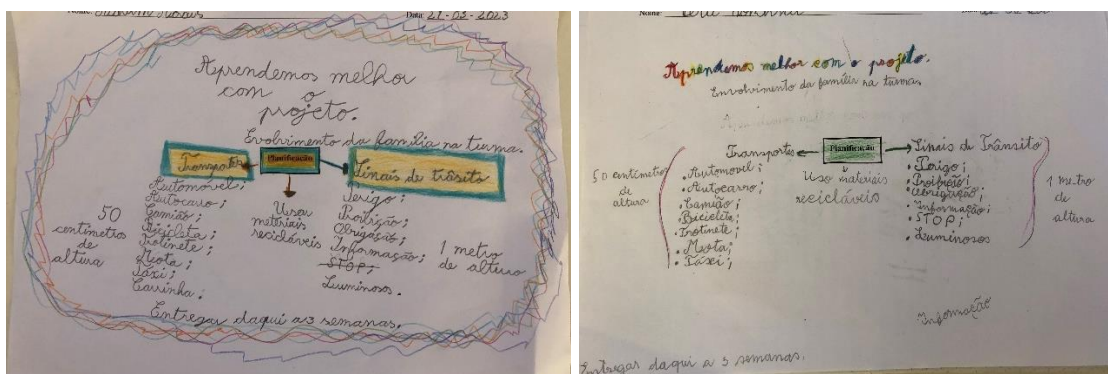 Data: 21-03-2023
Aprendemos melhor
com o
projeto.
Evolvimento da família na turma.
Transportes
Planificação
Sinais de trânsito
Automóvel;
Autocarro;
Camião;
Bicicleta;
Trotinete;
Mota;
Táxi;
Carrinha;
50
centímetros
de
altura
Usar
materiais
recicláveis
Perigo;
Proibição;
Obrigação;
Informação;
STOP;
Luminosos.
1 metro
de altura
Entregar daqui a 3 semanas.
Nome
Aprendemos melhor com o projeto.
Envolvimento da família na turma.
Transportes
Planificação
Sinais de Trânsito
50 centímetros
de
altura
Automovel;
Autocarro;
Camião;
Bicicleta;
Trotinete;
Mota;
Táxi;
Uso materiais
recicláveis
Perigo;
Proibição;
Obrigação;
Informação;
STOP;
Luminosos
1 metro
de
altura
Informação
Entregar daqui a 3 semanas.